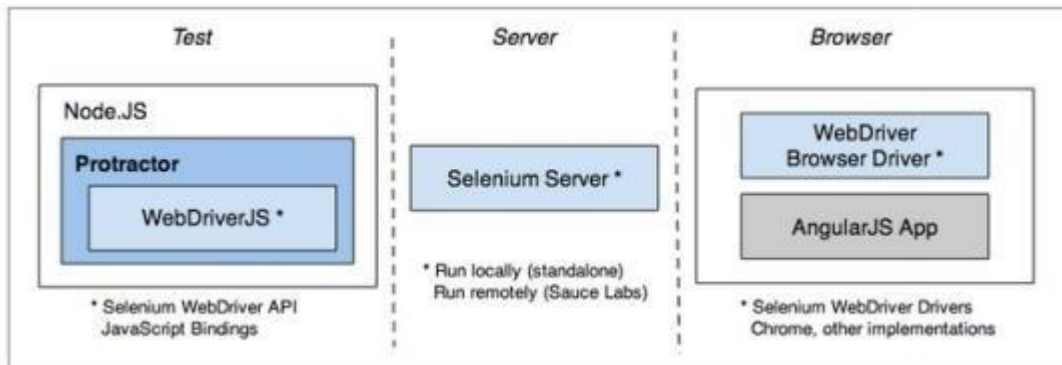 Test
Node.JS
Protractor
WebDriverJS *
* Selenium WebDriver API
JavaScript Bindings
Server
Selenium Server *
* Run locally (standalone)
Run remotely (Sauce Labs)
Browser
WebDriver
Browser Driver *
AngularJS App
* Selenium WebDriver Drivers
Chrome, other implementations